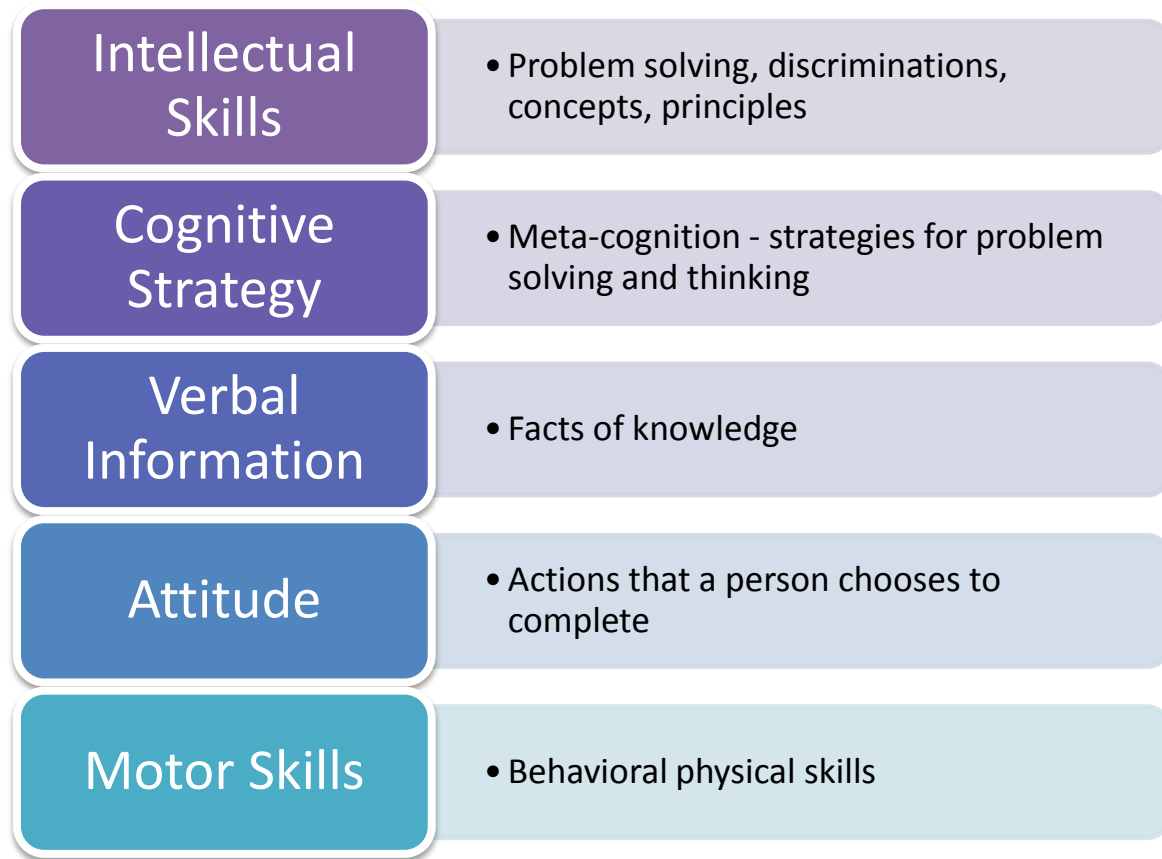 Intellectual
Skills
• Problem solving, discriminations,
concepts, principles
Cognitive
Strategy
• Meta-cognition - strategies for problem
solving and thinking
Verbal
Information
• Facts of knowledge
Attitude
• Actions that a person chooses to
complete
Motor Skills
• Behavioral physical skills